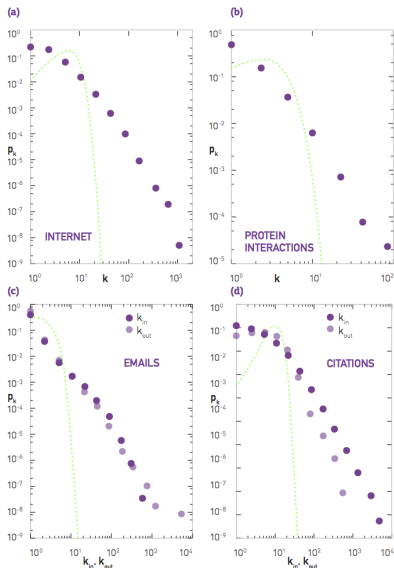 (a)
10⁰
10⁻¹
10⁻²
10⁻³
10⁻⁴
pₖ
10⁻⁵
10⁻⁶
10⁻⁷
10⁻⁸
10⁻⁹
INTERNET
10⁰ 10¹ 10² 10³
k
(b)
10⁰
10⁻¹
10⁻²
pₖ
10⁻³
10⁻⁴
10⁻⁵
PROTEIN
INTERACTIONS
10⁰ 10¹ 10²
k
(c)
10⁰
10⁻¹
10⁻²
10⁻³
10⁻⁴
pₖ
10⁻⁵
10⁻⁶
10⁻⁷
10⁻⁸
10⁻⁹
k_in
k_out
EMAILS
10⁰ 10¹ 10² 10³ 10⁴
k_in, k_out
(d)
10⁰
10⁻¹
10⁻²
10⁻³
10⁻⁴
pₖ
10⁻⁵
10⁻⁶
10⁻⁷
10⁻⁸
10⁻⁹
k_in
k_out
CITATIONS
10⁰ 10¹ 10² 10³ 10⁴
k_in, k_out